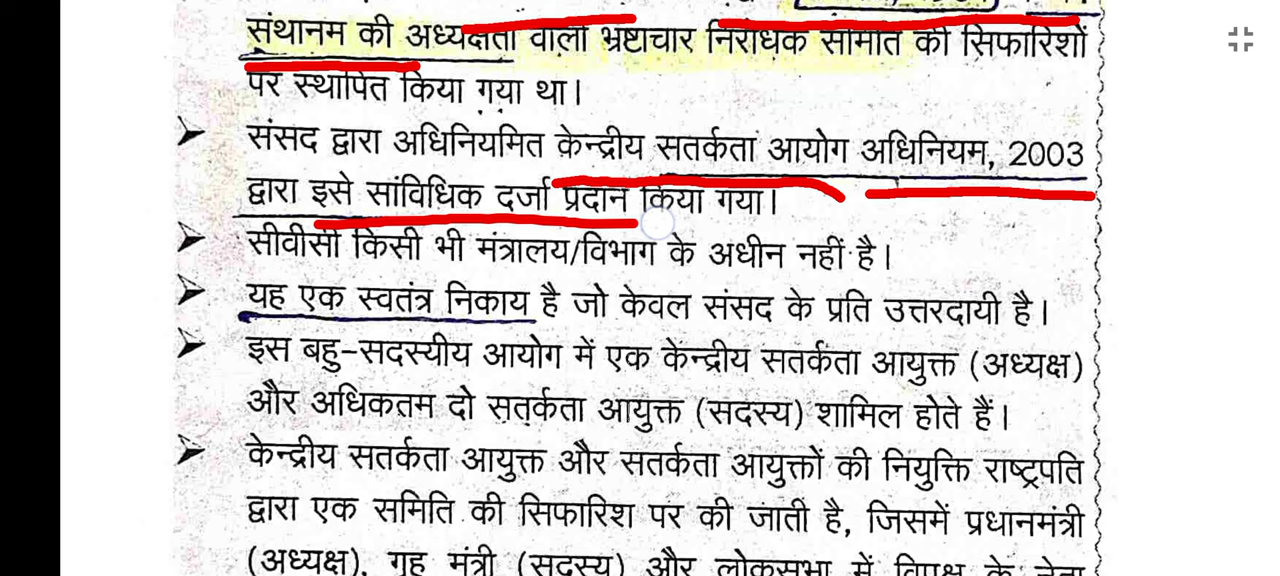 संथानम की अध्यक्षता वाली भ्रष्टाचार निरोधक समिति की सिफारिशों
पर स्थापित किया गया था।
➤ संसद द्वारा अधिनियमित केन्द्रीय सतर्कता आयोग अधिनियम, 2003
द्वारा इसे सांविधिक दर्जा प्रदान किया गया।
➤ सीवीसी किसी भी मंत्रालय/विभाग के अधीन नहीं है।
➤ यह एक स्वतंत्र निकाय है जो केवल संसद के प्रति उत्तरदायी है।
➤ इस बहु-सदस्यीय आयोग में एक केन्द्रीय सतर्कता आयुक्त (अध्यक्ष)
और अधिकतम दो सतर्कता आयुक्त (सदस्य) शामिल होते हैं।
➤ केन्द्रीय सतर्कता आयुक्त और सतर्कता आयुक्तों की नियुक्ति राष्ट्रपति
द्वारा एक समिति की सिफारिश पर की जाती है, जिसमें प्रधानमंत्री
(अध्यक्ष), गृह मंत्री (सदस्य) और लोकसभा में विपक्ष के नेता